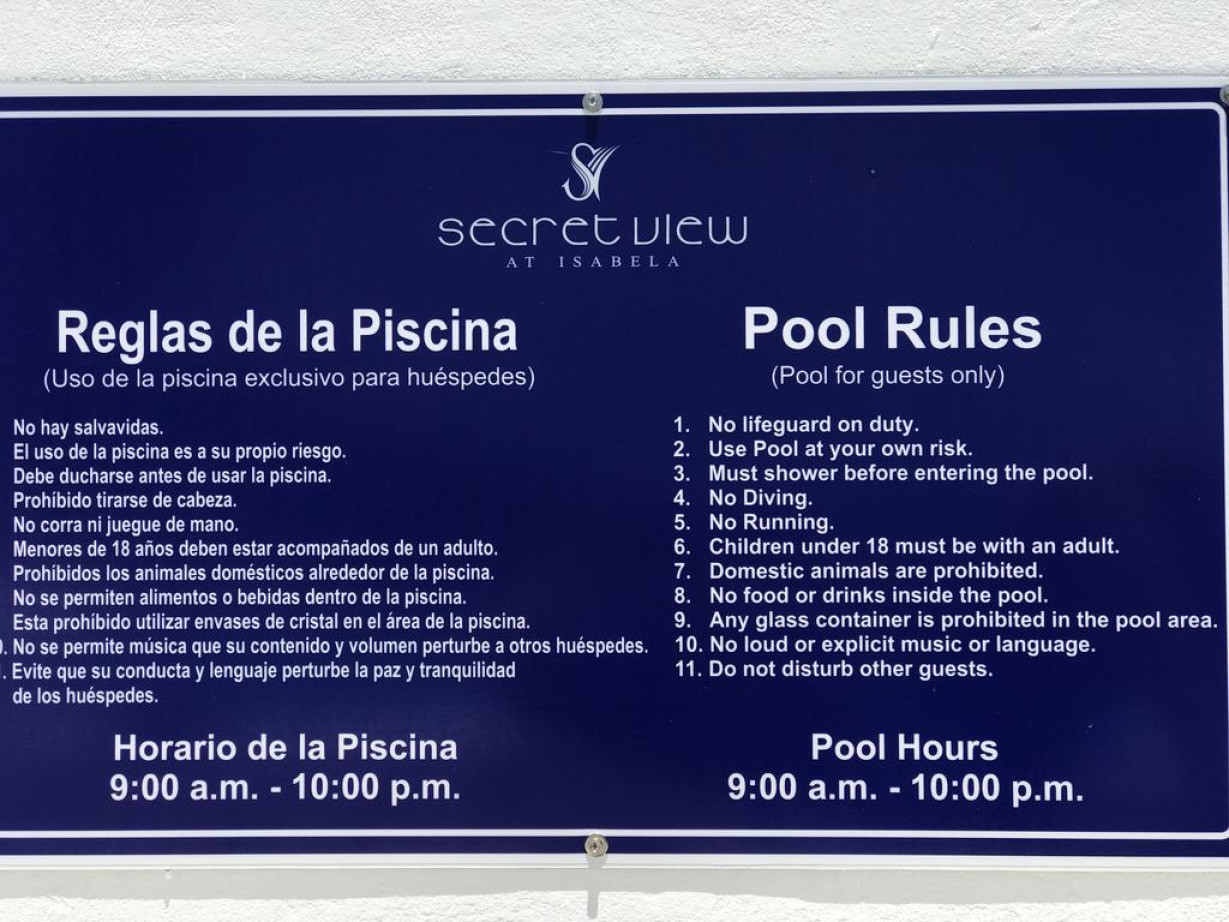 secret view
AT ISABELA
Reglas de la Piscina
(Uso de la piscina exclusivo para huéspedes)
No hay salvavidas.
El uso de la piscina es a su propio riesgo.
Debe ducharse antes de usar la piscina.
Prohíbido tirarse de cabeza.
No corra ni juegue de mano.
Menores de 18 años deben estar acompañados de un adulto.
Prohíbidos los animales domésticos alrededor de la piscina.
No se permiten alimentos o bebidas dentro de la piscina.
Esta prohíbido utilizar envases de cristal en el área de la piscina.
0. No se permite música que su contenido y volumen perturbe a otros huéspedes.
. Evite que su conducta y lenguaje perturbe la paz y tranquilidad
de los huéspedes.
Horario de la Piscina
9:00 a.m. - 10:00 p.m.
Pool Rules
(Pool for guests only)
1. No lifeguard on duty.
2. Use Pool at your own risk.
3. Must shower before entering the pool.
4. No Diving.
5. No Running.
6. Children under 18 must be with an adult.
7. Domestic animals are prohibited.
8. No food or drinks inside the pool.
9. Any glass container is prohibited in the pool area.
10. No loud or explicit music or language.
11. Do not disturb other guests.
Pool Hours
9:00 a.m. - 10:00 p.m.